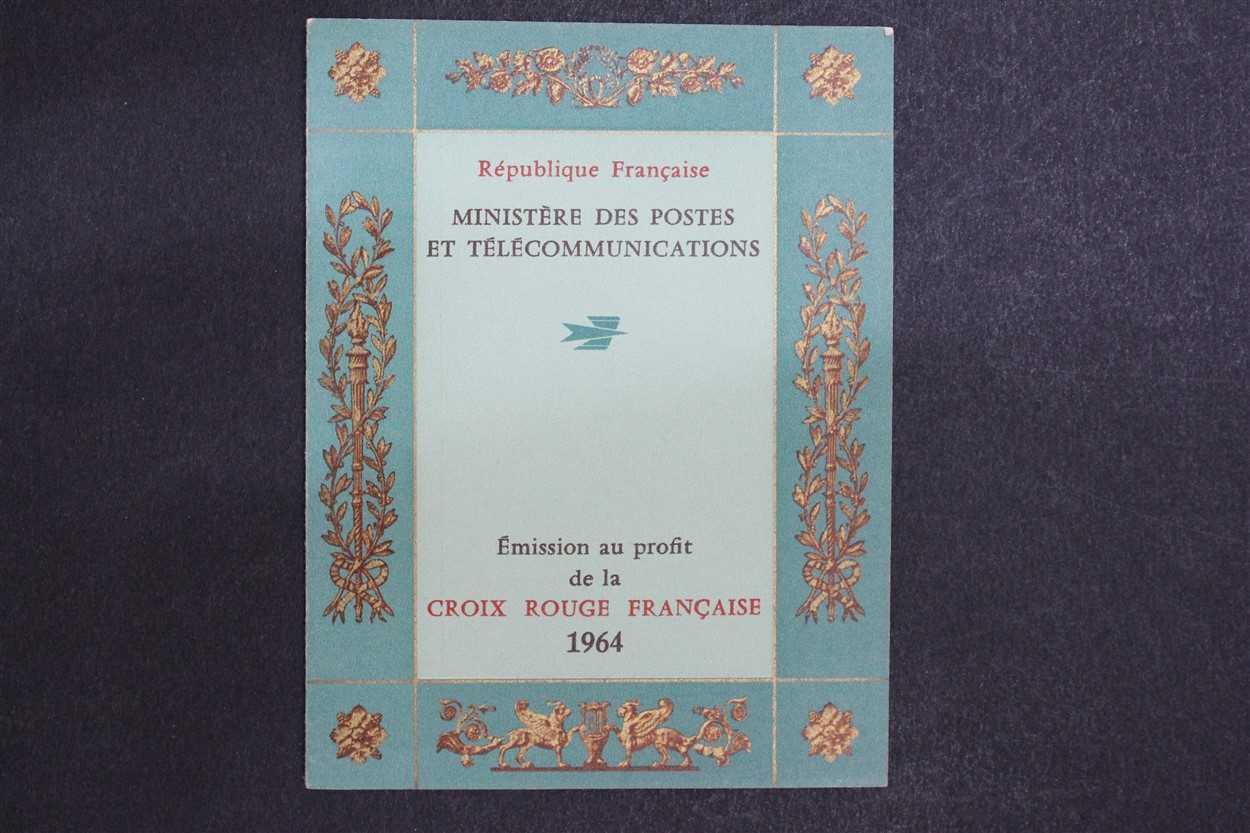 République Française
MINISTÈRE DES POSTES
ET TÉLÉCOMMUNICATIONS
Émission au profit
de la
CROIX ROUGE FRANÇAISE
1964